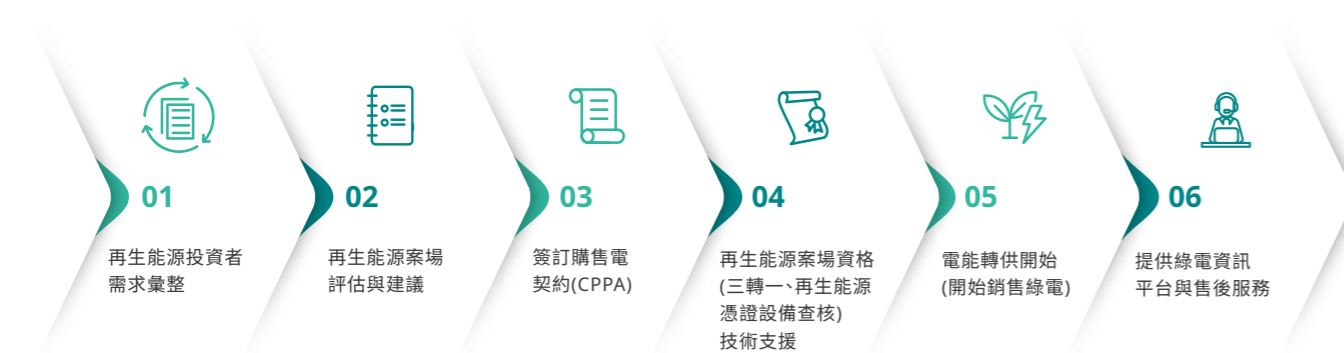 01
再生能源投資者
需求彙整
02
再生能源案場
評估與建議
03
簽訂購售電
契約(CPPA)
04
再生能源案場資格
(三轉一、再生能源
憑證設備查核)
技術支援
05
電能轉供開始
(開始銷售綠電)
06
提供綠電資訊
平台與售後服務